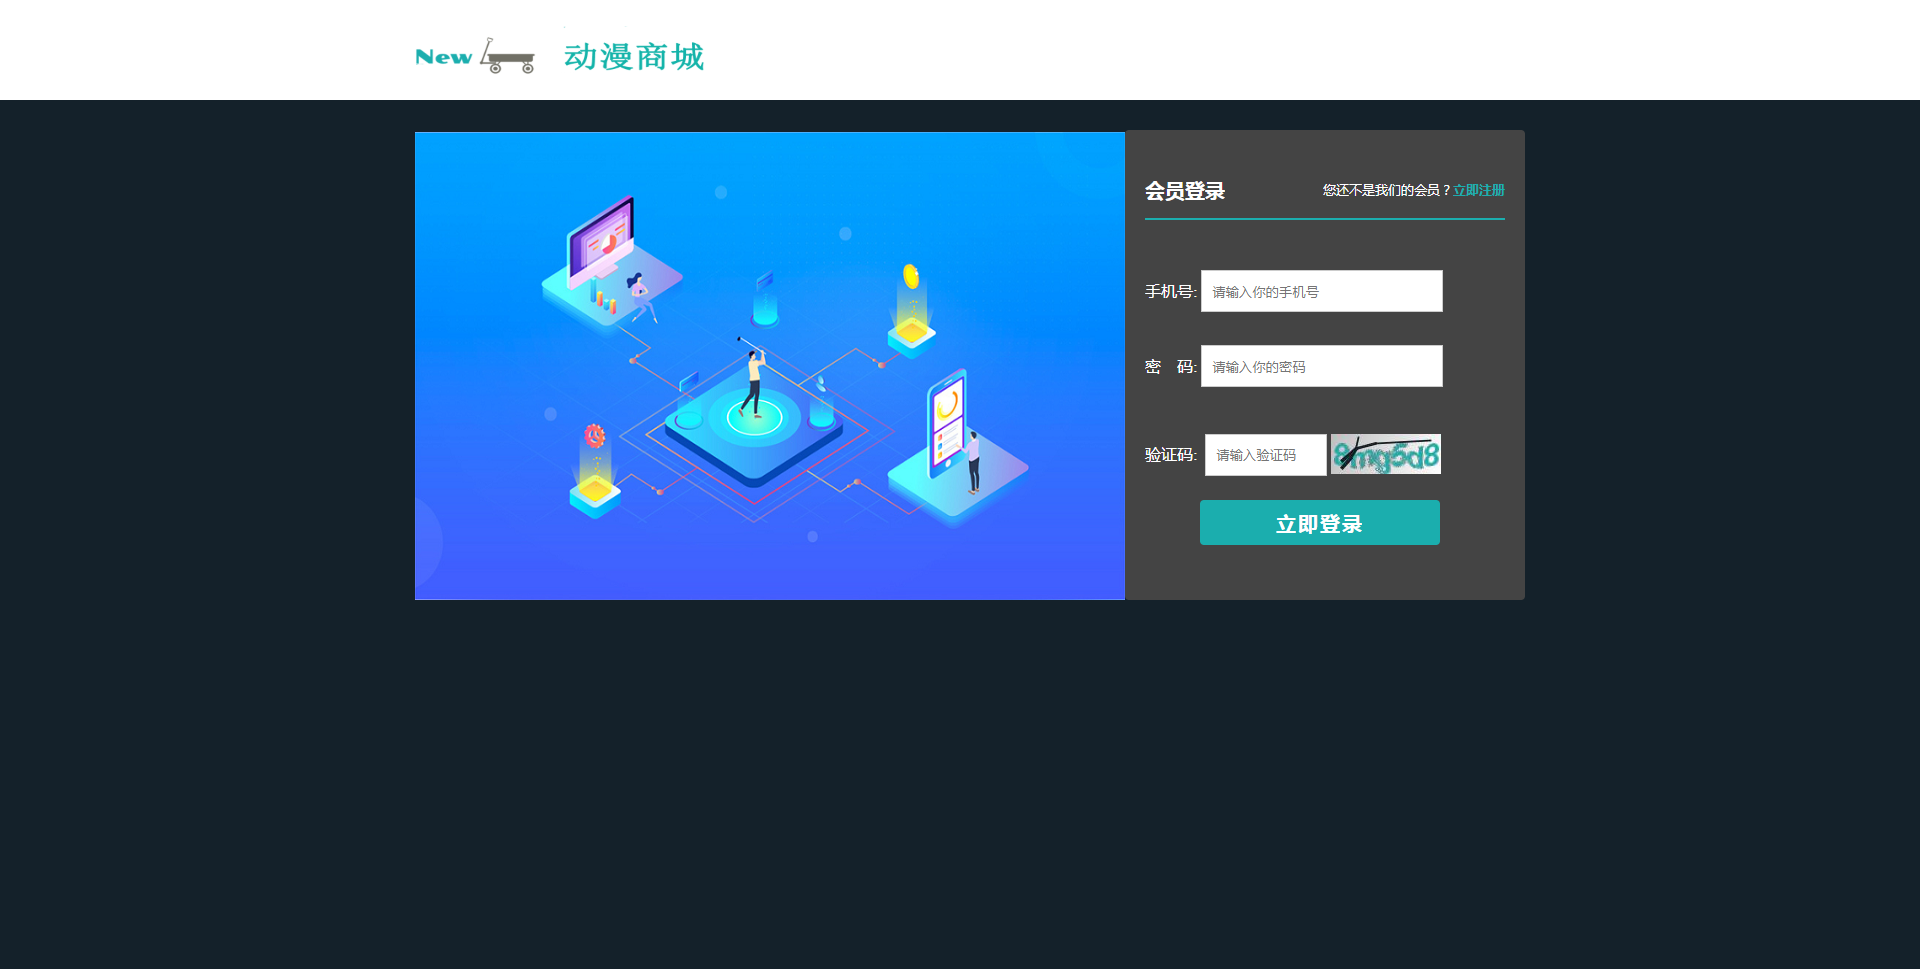 New 动漫商城
会员登录 您还不是我们的会员？立即注册
手机号: 请输入你的手机号
密 码: 请输入你的密码
验证码: 请输入验证码 8mg5d8
立即登录